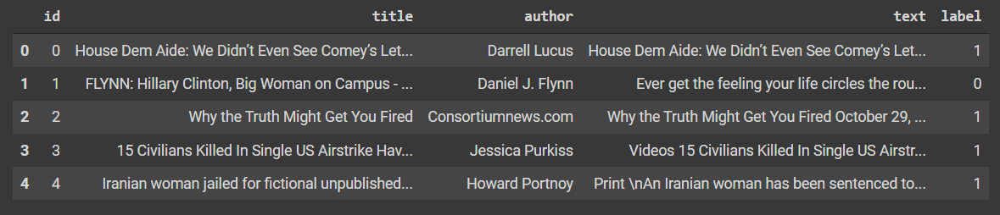 id title author text label
0 0 House Dem Aide: We Didn’t Even See Comey’s Let... Darrell Lucus House Dem Aide: We Didn’t Even See Comey’s Let... 1
1 1 FLYNN: Hillary Clinton, Big Woman on Campus - ... Daniel J. Flynn Ever get the feeling your life circles the rou... 0
2 2 Why the Truth Might Get You Fired Consortiumnews.com Why the Truth Might Get You Fired October 29, ... 1
3 3 15 Civilians Killed In Single US Airstrike Hav... Jessica Purkiss Videos 15 Civilians Killed In Single US Airstr... 1
4 4 Iranian woman jailed for fictional unpublished... Howard Portnoy Print \nAn Iranian woman has been sentenced to... 1